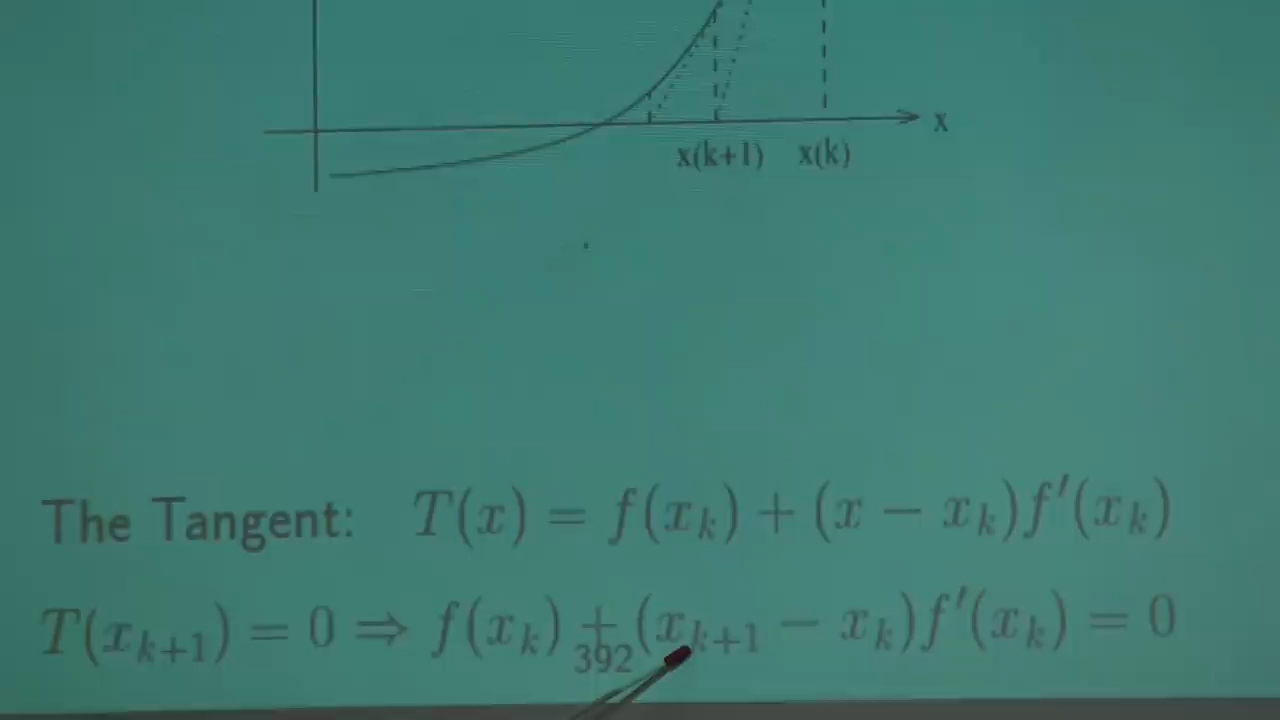 x
x(k+1) x(k)
The Tangent: T(x) = f(x_k) + (x − x_k)f′(x_k)
T(x_{k+1}) = 0 ⇒ f(x_k) + (x_{k+1} − x_k)f′(x_k) = 0
392